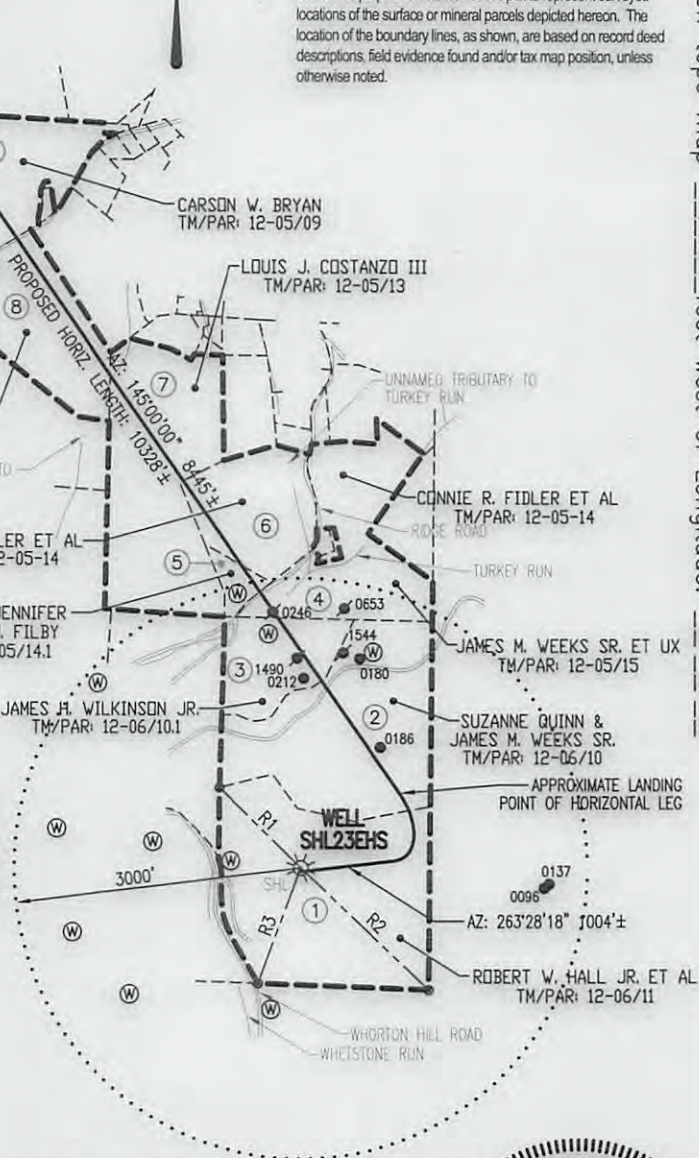 locations of the surface or mineral parcels depicted hereon. The
location of the boundary lines, as shown, are based on record deed
descriptions, field evidence found and/or tax map position, unless
otherwise noted.
CARSON W. BRYAN
TM/PAR: 12-05/09
LOUIS J. COSTANZO III
TM/PAR: 12-05/13
8
PROPOSED HORIZ. LENGTH: 10328'±
AZ: 145°00'00" 8445'±
7
UNNAMED TRIBUTARY TO
TURKEY RUN
CONNIE R. FIDLER ET AL
TM/PAR: 12-05-14
RIDGE ROAD
LER ET AL
2-05-14
6
5
TURKEY RUN
ENNIFER
. FILBY
05/14.1
W
4
0246
0653
W
1544
W
0180
JAMES M. WEEKS SR. ET UX
TM/PAR: 12-05/15
3
1490
0212
W
JAMES H. WILKINSON JR.
TM/PAR: 12-06/10.1
2
SUZANNE QUINN &
JAMES M. WEEKS SR.
TM/PAR: 12-06/10
0186
APPROXIMATE LANDING
POINT OF HORIZONTAL LEG
R1
WELL
SHL23EHS
W
W
W
SHL
3000'
0137
0096
1
R3
R2
AZ: 263°28'18" 1004'±
W
ROBERT W. HALL JR. ET AL
TM/PAR: 12-06/11
W
W
WHORTON HILL ROAD
WHETSTONE RUN